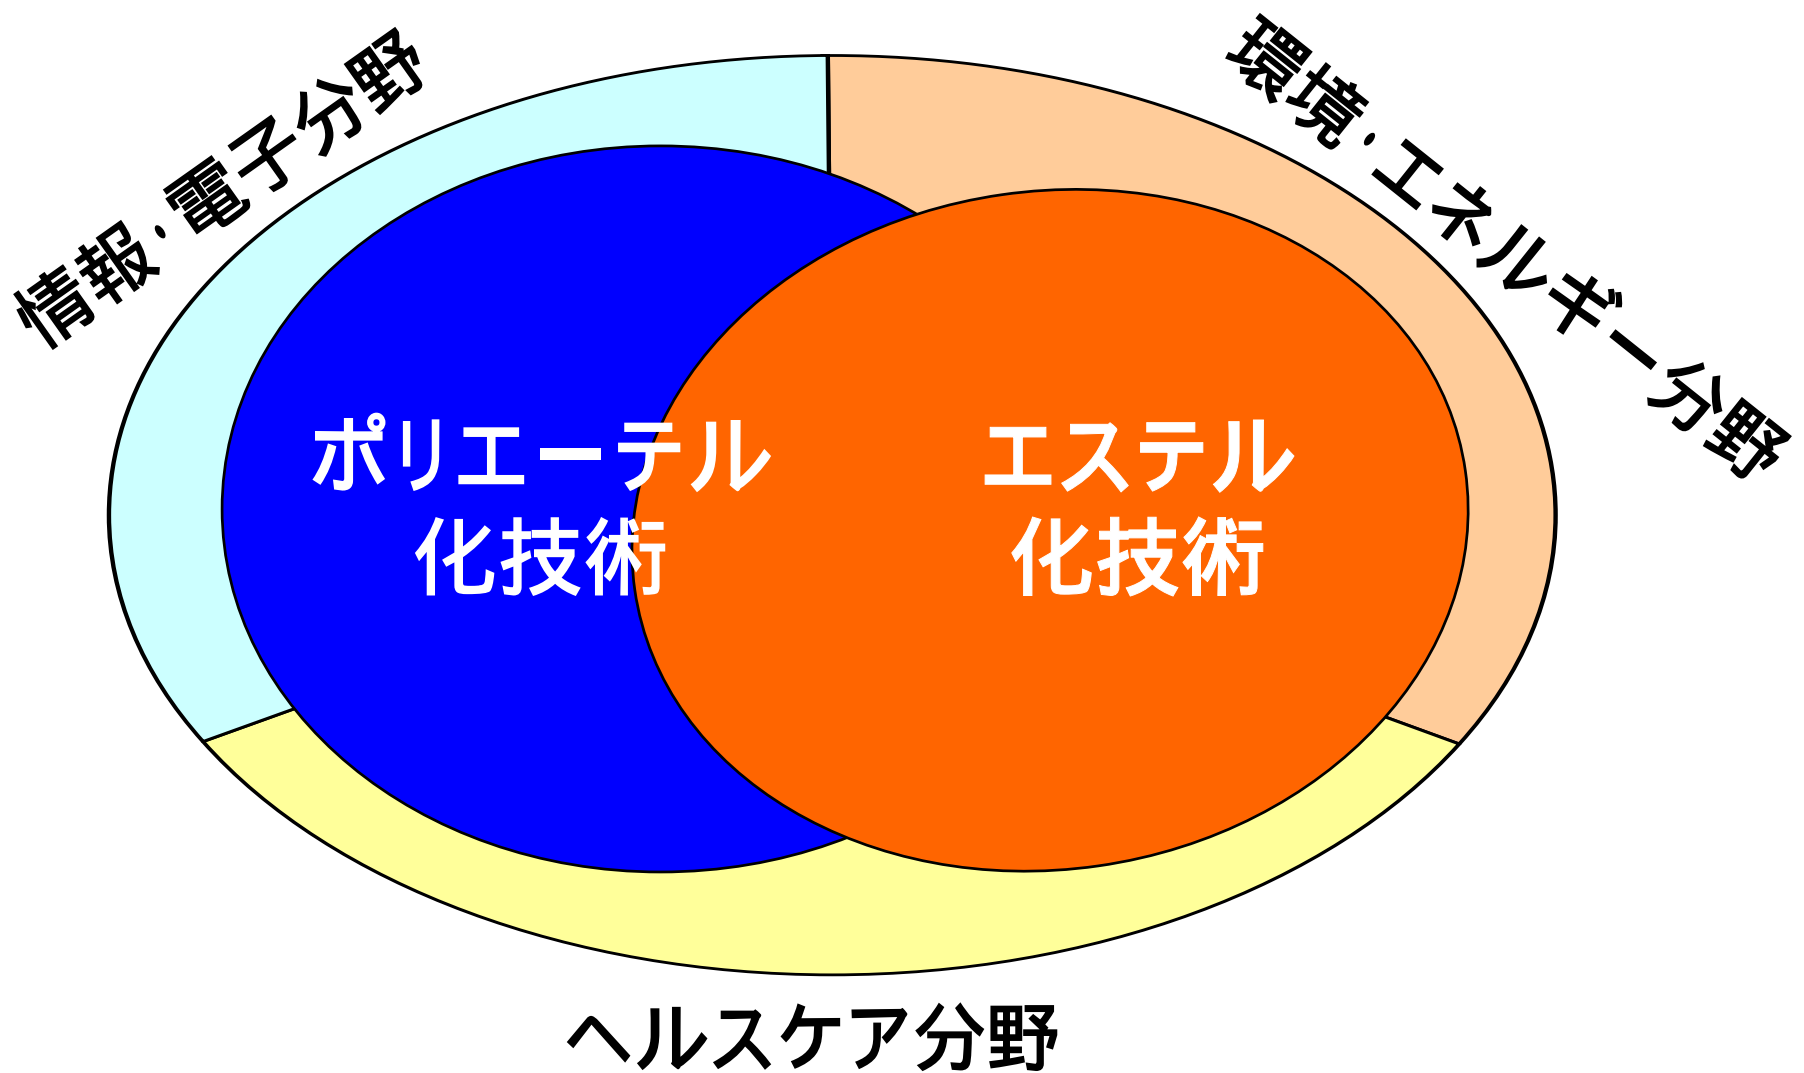 情報・電子分野
環境・エネルギー分野
ポリエーテル
化技術
エステル
化技術
ヘルスケア分野